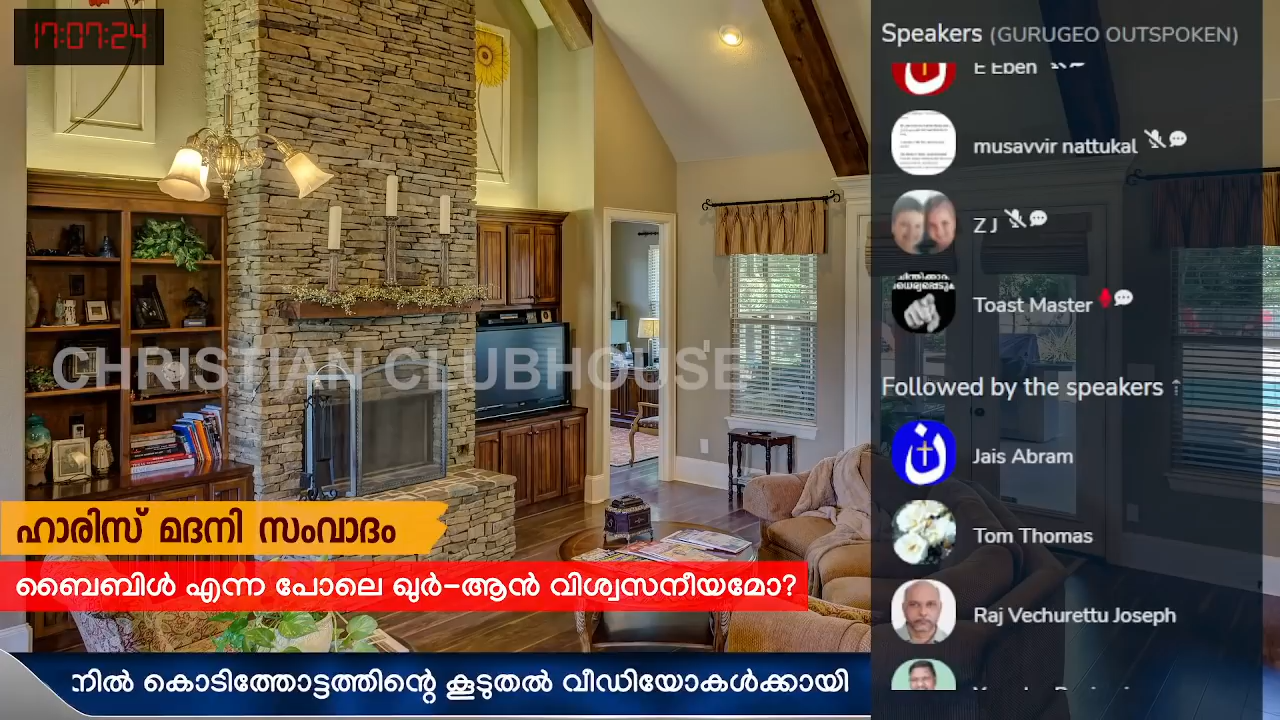 17:07:24
Speakers (GURUGEO OUTSPOKEN)
E Eben
musavvir nattukal
Z J
Toast Master
Followed by the speakers
Jais Abram
Tom Thomas
Raj Vechurettu Joseph
CHRISTIAN CLUBHOUSE
ഹാരിസ് മദനി സംവാദം
ബൈബിൾ എന്ന പോലെ ഖുർ-ആൻ വിശ്വസനീയമോ?
നിൽ കൊടിത്തോട്ടത്തിന്റെ കൂടുതൽ വീഡിയോകൾക്കായി